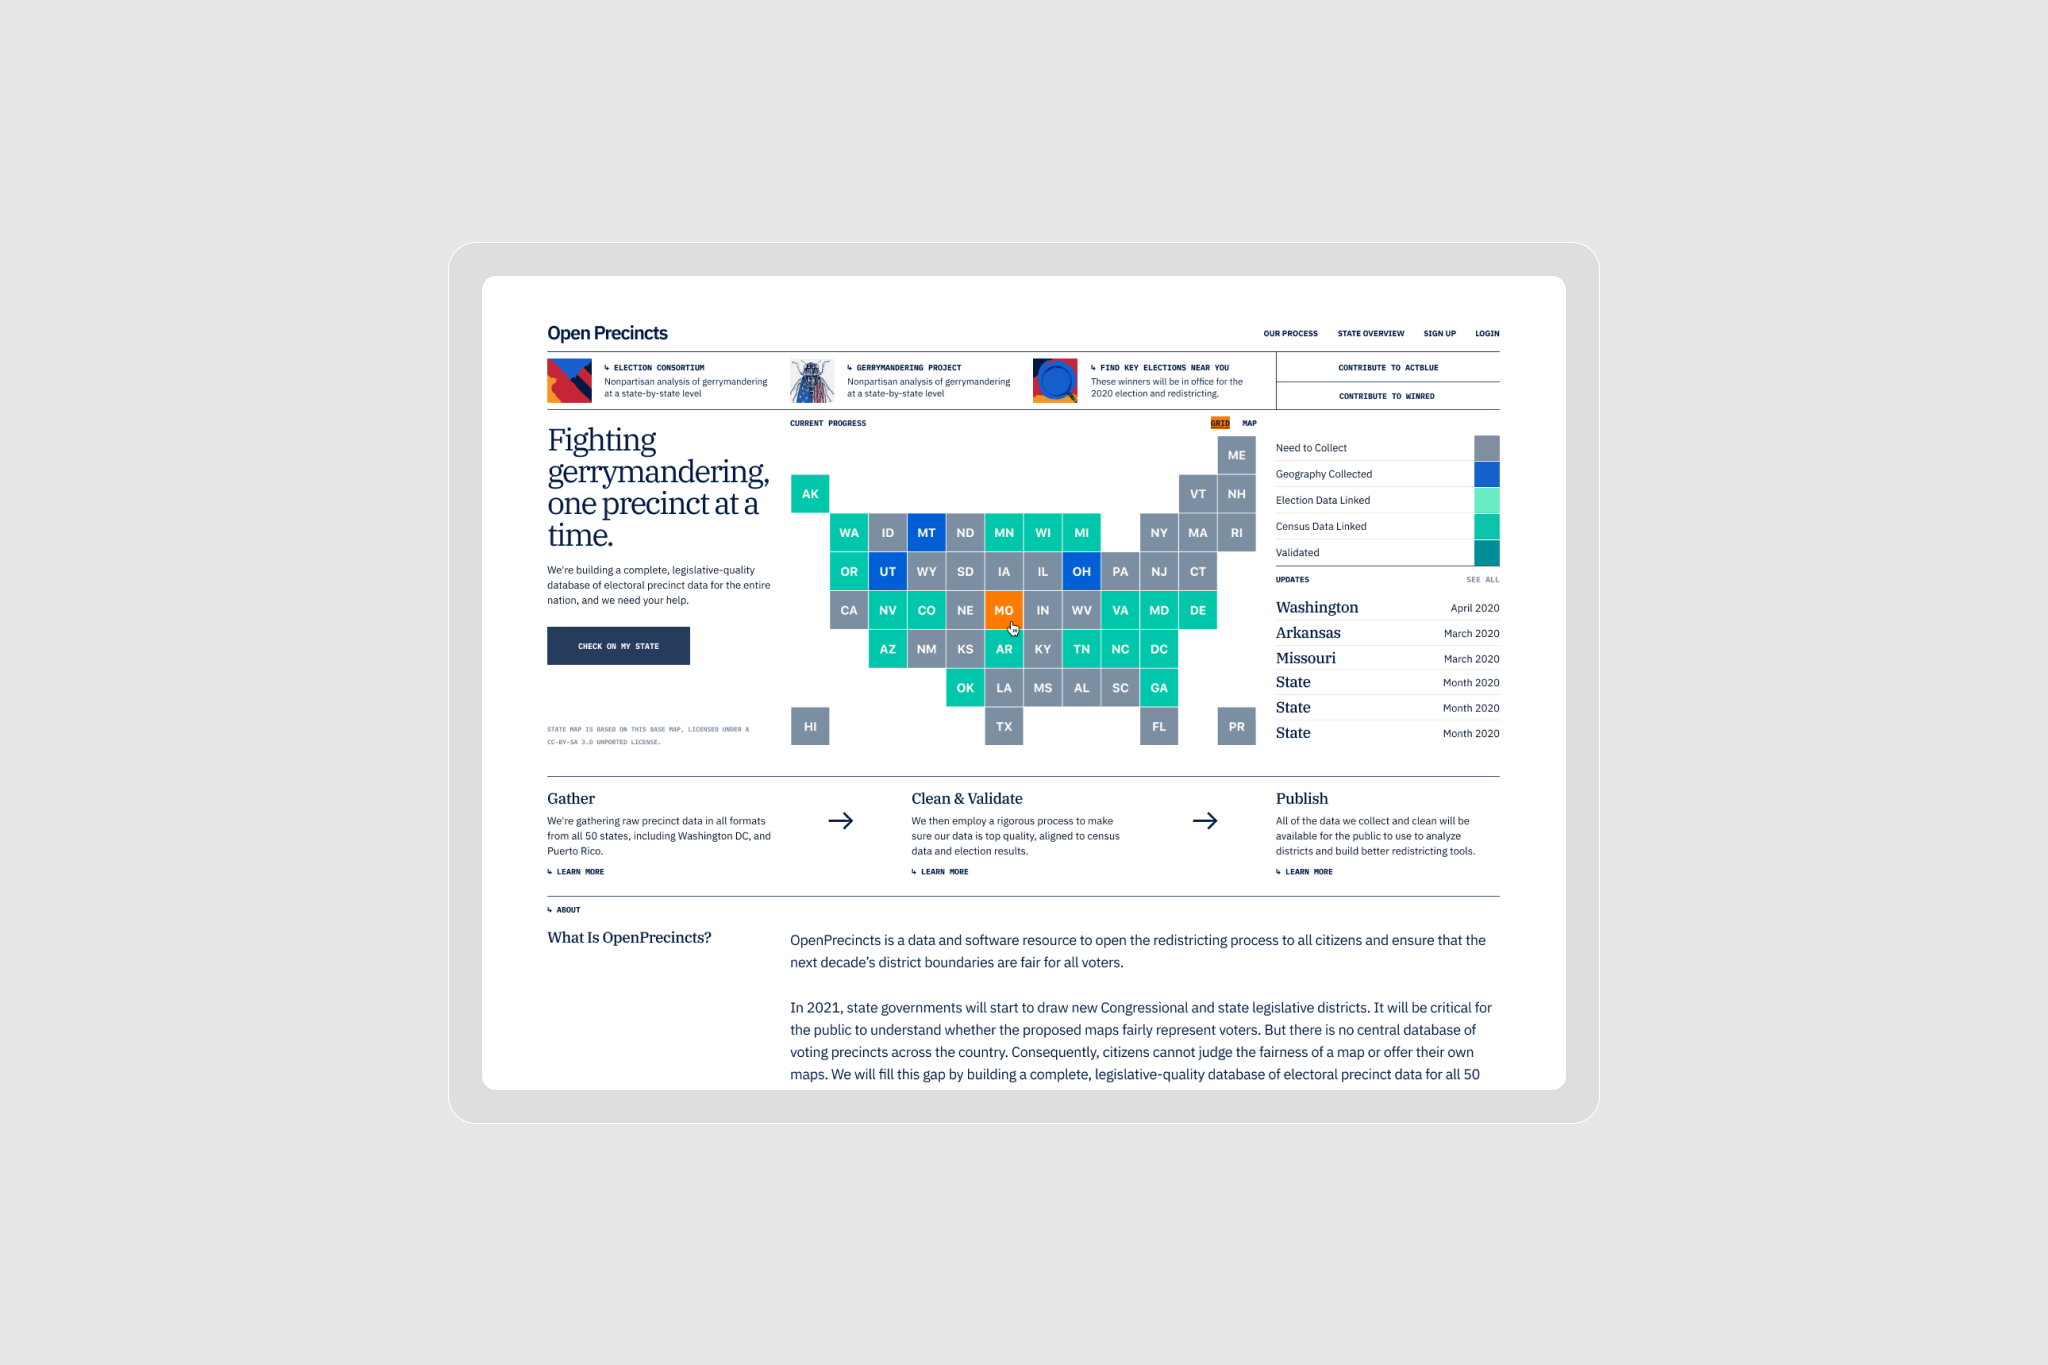 Open Precincts
OUR PROCESS
STATE OVERVIEW
SIGN UP
LOGIN
↳ ELECTION CONSORTIUM
Nonpartisan analysis of gerrymandering
at a state-by-state level
↳ GERRYMANDERING PROJECT
Nonpartisan analysis of gerrymandering
at a state-by-state level
↳ FIND KEY ELECTIONS NEAR YOU
These winners will be in office for the
2020 election and redistricting.
CONTRIBUTE TO ACTBLUE
CONTRIBUTE TO WINRED
Fighting
gerrymandering,
one precinct at a
time.
We're building a complete, legislative-quality
database of electoral precinct data for the entire
nation, and we need your help.
CHECK ON MY STATE
STATE MAP IS BASED ON THIS BASE MAP, LICENSED UNDER A
CC-BY-SA 3.0 UNPORTED LICENSE.
CURRENT PROGRESS
GRID MAP
ME
AK VT NH
WA ID MT ND MN WI MI NY MA RI
OR UT WY SD IA IL OH PA NJ CT
CA NV CO NE MO IN WV VA MD DE
AZ NM KS AR KY TN NC DC
OK LA MS AL SC GA
HI TX FL PR
Need to Collect
Geography Collected
Election Data Linked
Census Data Linked
Validated
UPDATES SEE ALL
Washington April 2020
Arkansas March 2020
Missouri March 2020
State Month 2020
State Month 2020
State Month 2020
Gather
We're gathering raw precinct data in all formats
from all 50 states, including Washington DC, and
Puerto Rico.
↳ LEARN MORE
→
Clean & Validate
We then employ a rigorous process to make
sure our data is top quality, aligned to census
data and election results.
↳ LEARN MORE
→
Publish
All of the data we collect and clean will be
available for the public to use to analyze
districts and build better redistricting tools.
↳ LEARN MORE
↳ ABOUT
What Is OpenPrecincts?
OpenPrecincts is a data and software resource to open the redistricting process to all citizens and ensure that the
next decade’s district boundaries are fair for all voters.
In 2021, state governments will start to draw new Congressional and state legislative districts. It will be critical for
the public to understand whether the proposed maps fairly represent voters. But there is no central database of
voting precincts across the country. Consequently, citizens cannot judge the fairness of a map or offer their own
maps. We will fill this gap by building a complete, legislative-quality database of electoral precinct data for all 50